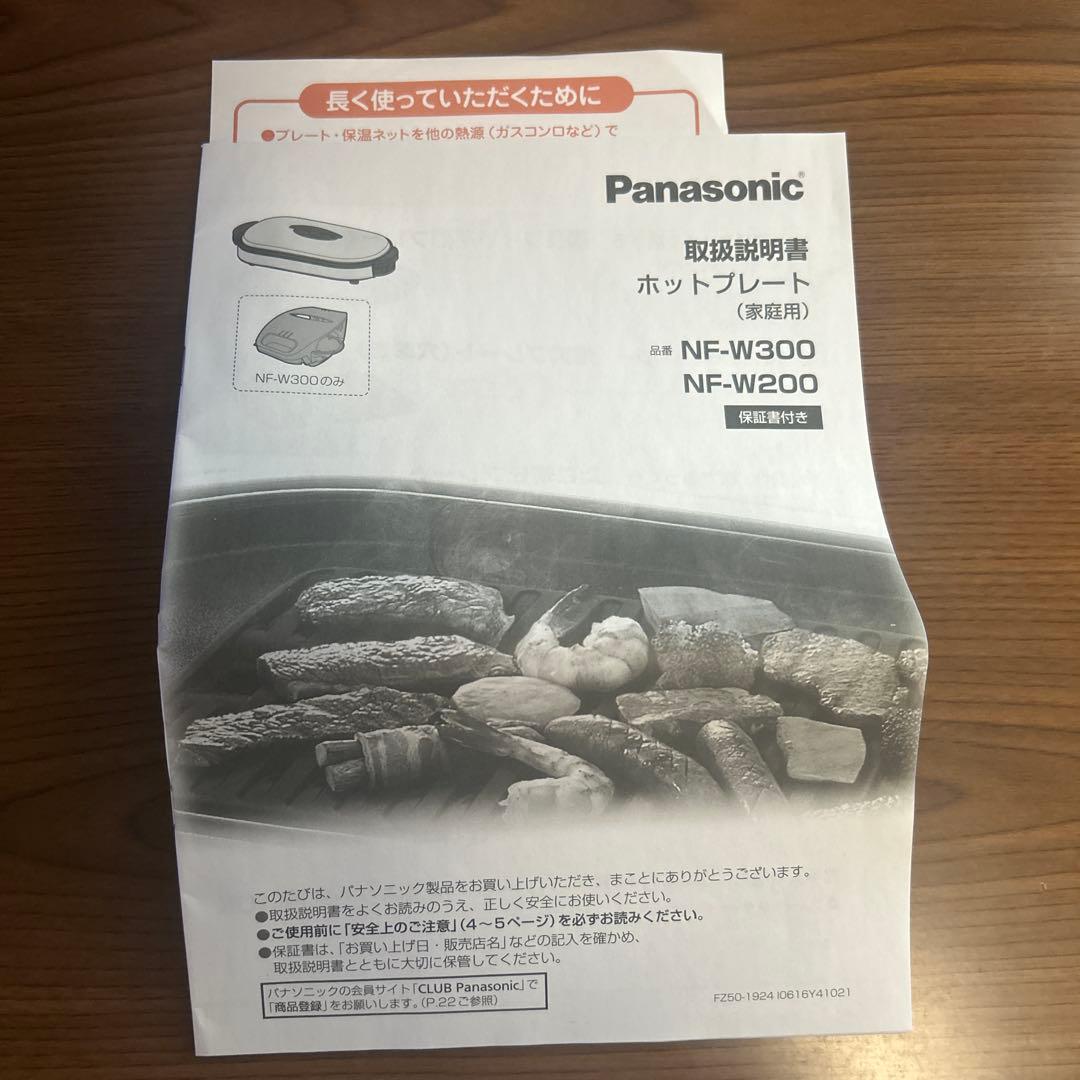 長く使っていただくために
●プレート・保温ネットを他の熱源（ガスコンロなど）で
Panasonic®
取扱説明書
ホットプレート
（家庭用）
品番 NF-W300
NF-W200
保証書付き
NF-W300のみ
このたびは、パナソニック製品をお買い上げいただき、まことにありがとうございます。
●取扱説明書をよくお読みのうえ、正しく安全にお使いください。
●ご使用前に「安全上のご注意」（4～5ページ）を必ずお読みください。
●保証書は、「お買い上げ日・販売店名」などの記入を確かめ、
取扱説明書とともに大切に保管してください。
パナソニックの会員サイト「CLUB Panasonic」で
「商品登録」をお願いします。（P.22ご参照）
FZ50-1924 I0616Y41021